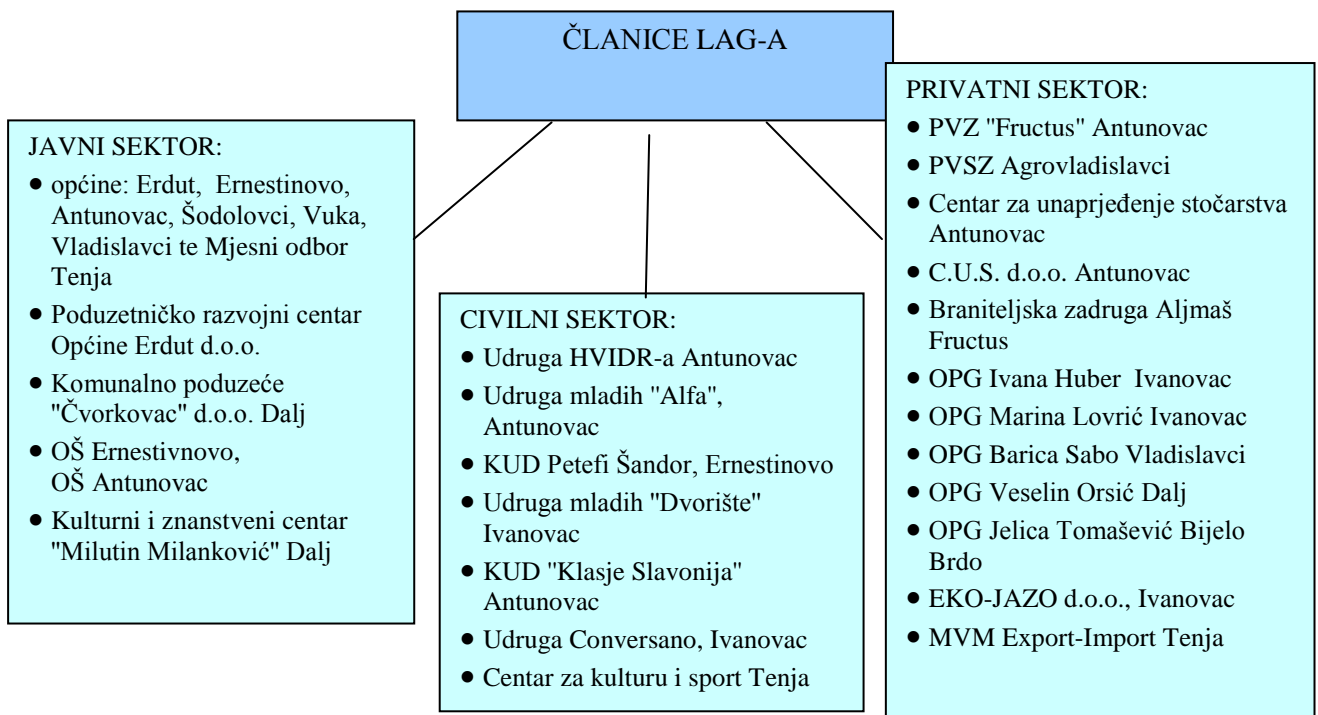 ČLANICE LAG-A
JAVNI SEKTOR:
• općine: Erdut, Ernestinovo,
Antunovac, Šodolovci, Vuka,
Vladislavci te Mjesni odbor
Tenja
• Poduzetničko razvojni centar
Općine Erdut d.o.o.
• Komunalno poduzeće
"Čvorkovac" d.o.o. Dalj
• OŠ Ernestivnovo,
OŠ Antunovac
• Kulturni i znanstveni centar
"Milutin Milanković" Dalj
CIVILNI SEKTOR:
• Udruga HVIDR-a Antunovac
• Udruga mladih "Alfa",
Antunovac
• KUD Petefi Šandor, Ernestinovo
• Udruga mladih "Dvorište"
Ivanovac
• KUD "Klasje Slavonija"
Antunovac
• Udruga Conversano, Ivanovac
• Centar za kulturu i sport Tenja
PRIVATNI SEKTOR:
• PVZ "Fructus" Antunovac
• PVSZ Agrovladislavci
• Centar za unaprjeđenje stočarstva
Antunovac
• C.U.S. d.o.o. Antunovac
• Braniteljska zadruga Aljmaš
Fructus
• OPG Ivana Huber Ivanovac
• OPG Marina Lovrić Ivanovac
• OPG Barica Sabo Vladislavci
• OPG Veselin Orsić Dalj
• OPG Jelica Tomašević Bijelo
Brdo
• EKO-JAZO d.o.o., Ivanovac
• MVM Export-Import Tenja